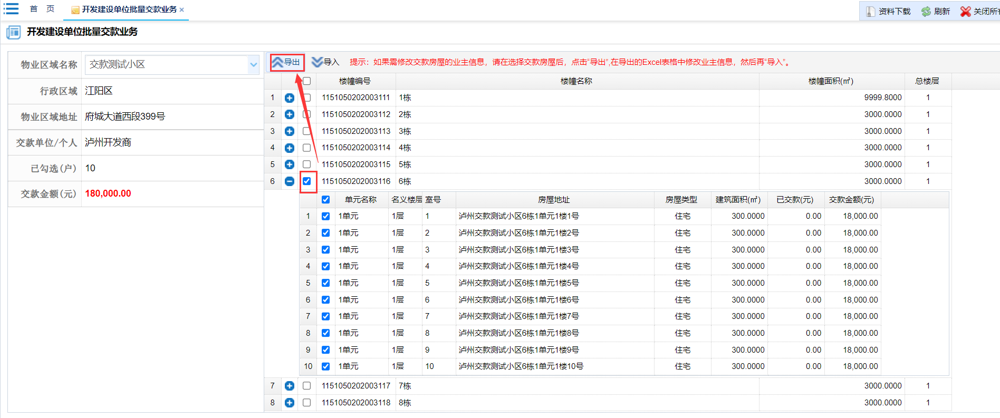 首 页
开发建设单位批量交款业务 ×
资料下载
刷新
关闭所
开发建设单位批量交款业务
物业区域名称 交款测试小区
行政区域 江阳区
物业区域地址 府城大道西段399号
交款单位/个人 泸州开发商
已勾选(户) 10
交款金额(元) 180,000.00
导出 导入 提示：如果需修改交款房屋的业主信息，请在选择交款房屋后，点击“导出”,在导出的Excel表格中修改业主信息，然后再“导入”。
楼幢编号 楼幢名称 楼幢面积(㎡) 总楼层
1 1151050202003111 1栋 9999.8000 1
2 1151050202003112 2栋 3000.0000 1
3 1151050202003113 3栋 3000.0000 1
4 1151050202003114 4栋 3000.0000 1
5 1151050202003115 5栋 3000.0000 1
6 1151050202003116 6栋 3000.0000 1
单元名称 名义楼层 室号 房屋地址 房屋类型 建筑面积(㎡) 已交款(元) 交款金额(元)
1 1单元 1层 1 泸州交款测试小区6栋1单元1楼1号 住宅 300.0000 0.00 18,000.00
2 1单元 1层 2 泸州交款测试小区6栋1单元1楼2号 住宅 300.0000 0.00 18,000.00
3 1单元 1层 3 泸州交款测试小区6栋1单元1楼3号 住宅 300.0000 0.00 18,000.00
4 1单元 1层 4 泸州交款测试小区6栋1单元1楼4号 住宅 300.0000 0.00 18,000.00
5 1单元 1层 5 泸州交款测试小区6栋1单元1楼5号 住宅 300.0000 0.00 18,000.00
6 1单元 1层 6 泸州交款测试小区6栋1单元1楼6号 住宅 300.0000 0.00 18,000.00
7 1单元 1层 7 泸州交款测试小区6栋1单元1楼7号 住宅 300.0000 0.00 18,000.00
8 1单元 1层 8 泸州交款测试小区6栋1单元1楼8号 住宅 300.0000 0.00 18,000.00
9 1单元 1层 9 泸州交款测试小区6栋1单元1楼9号 住宅 300.0000 0.00 18,000.00
10 1单元 1层 10 泸州交款测试小区6栋1单元1楼10号 住宅 300.0000 0.00 18,000.00
7 1151050202003117 7栋 3000.0000 1
8 1151050202003118 8栋 3000.0000 1